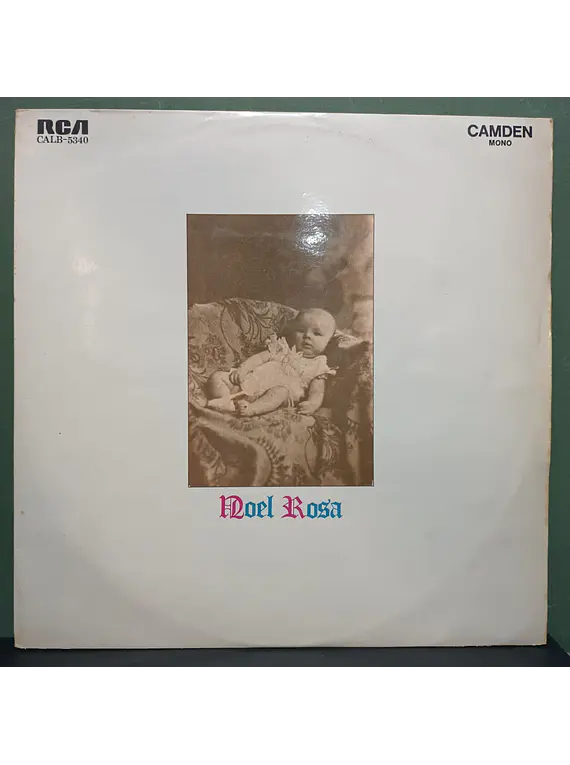 RCA
CALB-5340
CAMDEN
MONO
Noel Rosa